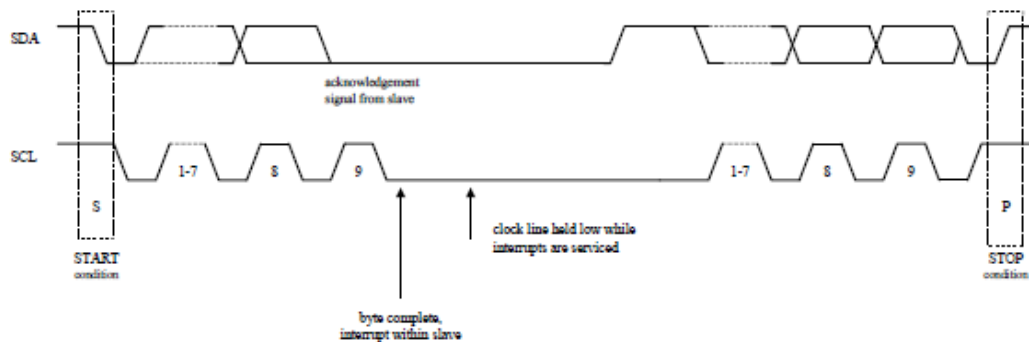 SDA
acknowledgement
signal from slave
SCL
1-7
8
9
1-7
8
9
S
P
clock line held low while
interrupts are serviced
START
condition
STOP
condition
byte complete,
interrupt within slave